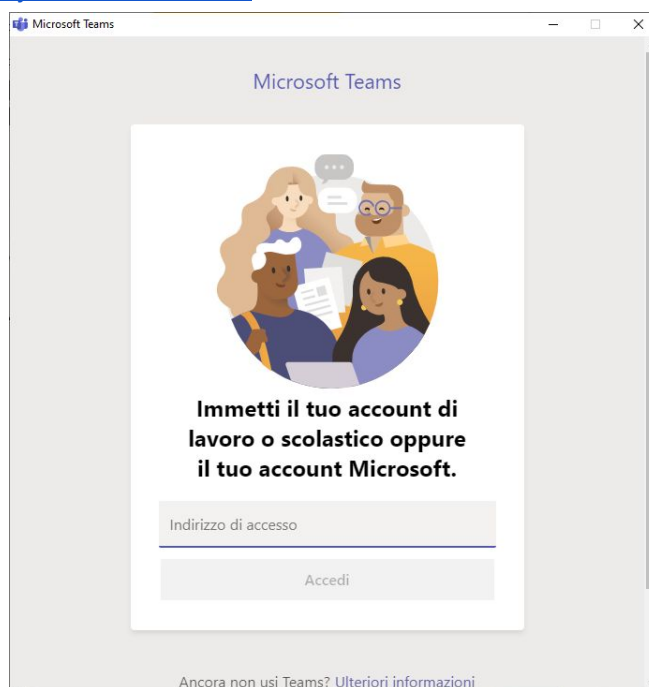 Microsoft Teams
Microsoft Teams
Immetti il tuo account di
lavoro o scolastico oppure
il tuo account Microsoft.
Indirizzo di accesso
Accedi
Ancora non usi Teams? Ulteriori informazioni